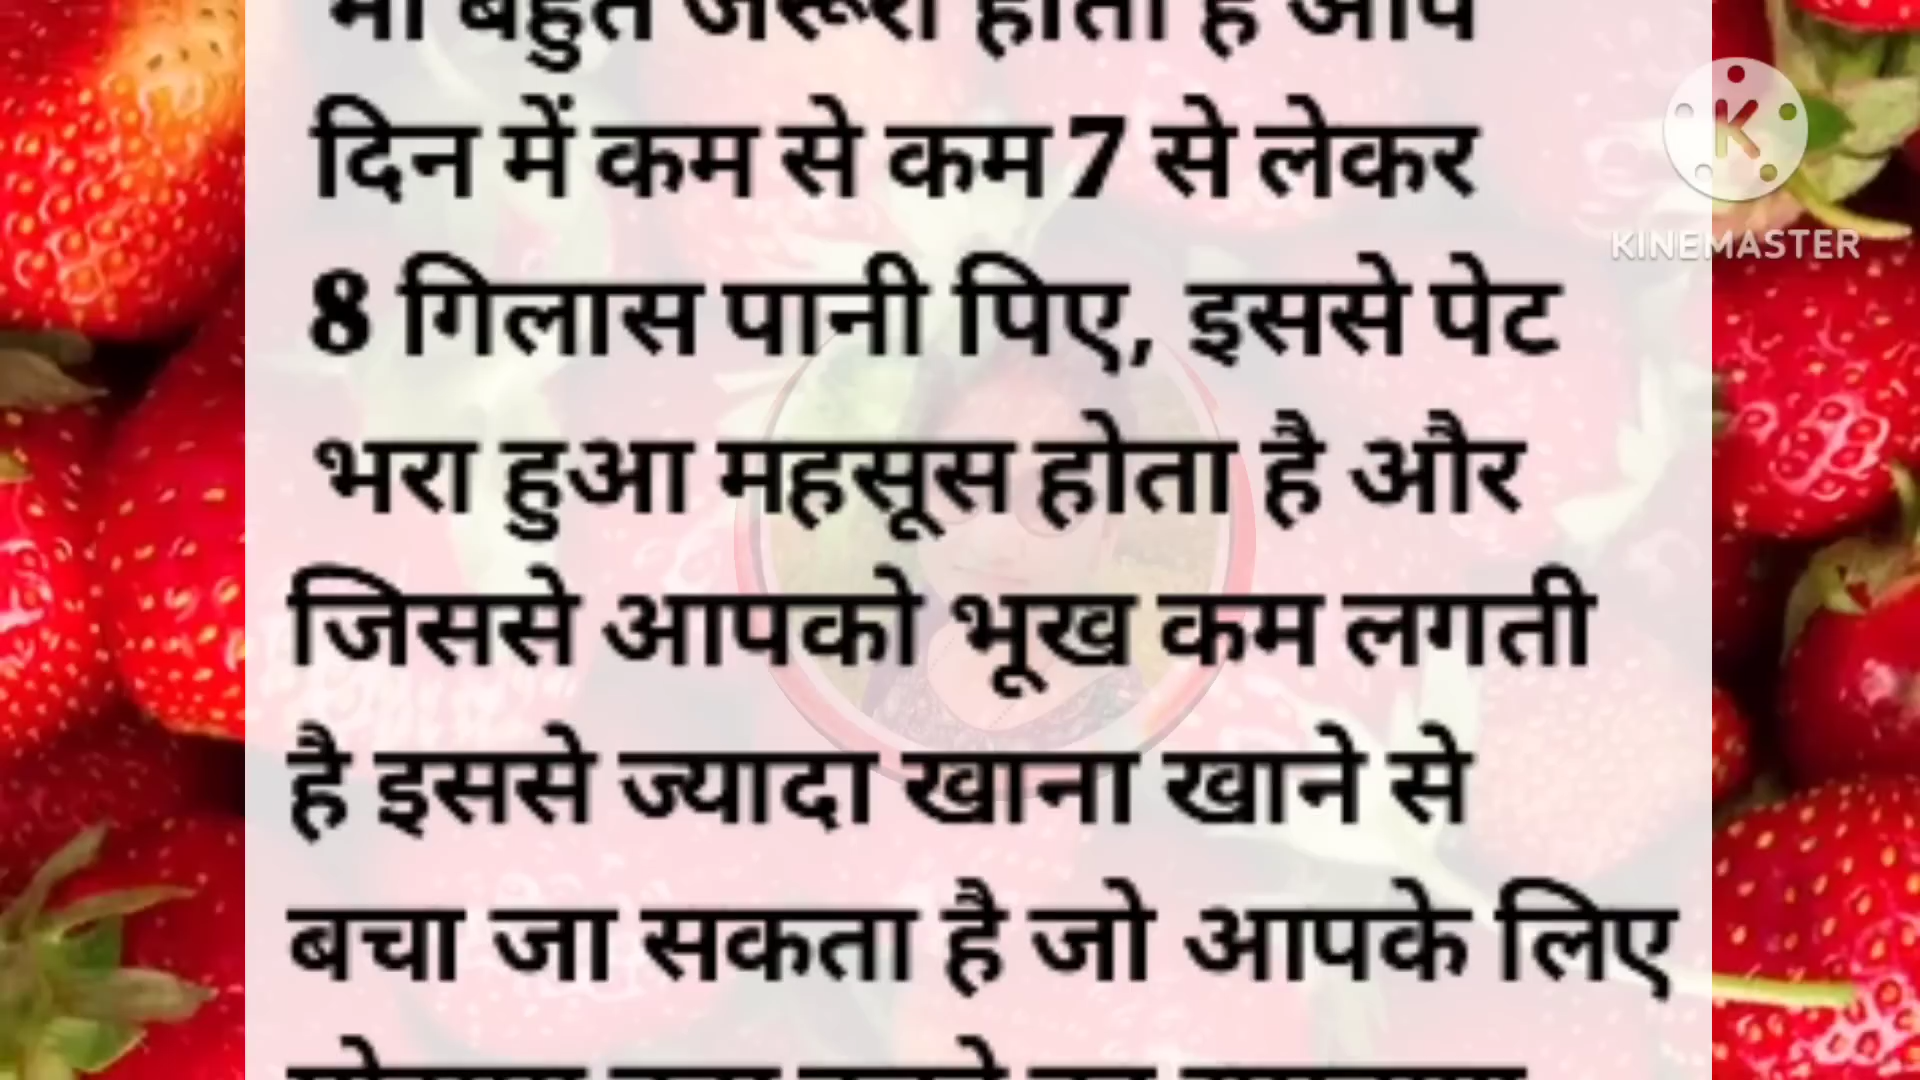 भी बहुत जरूरी होता है आप
दिन में कम से कम 7 से लेकर
8 गिलास पानी पिए, इससे पेट
भरा हुआ महसूस होता है और
जिससे आपको भूख कम लगती
है इससे ज्यादा खाना खाने से
बचा जा सकता है जो आपके लिए
KINEMASTER